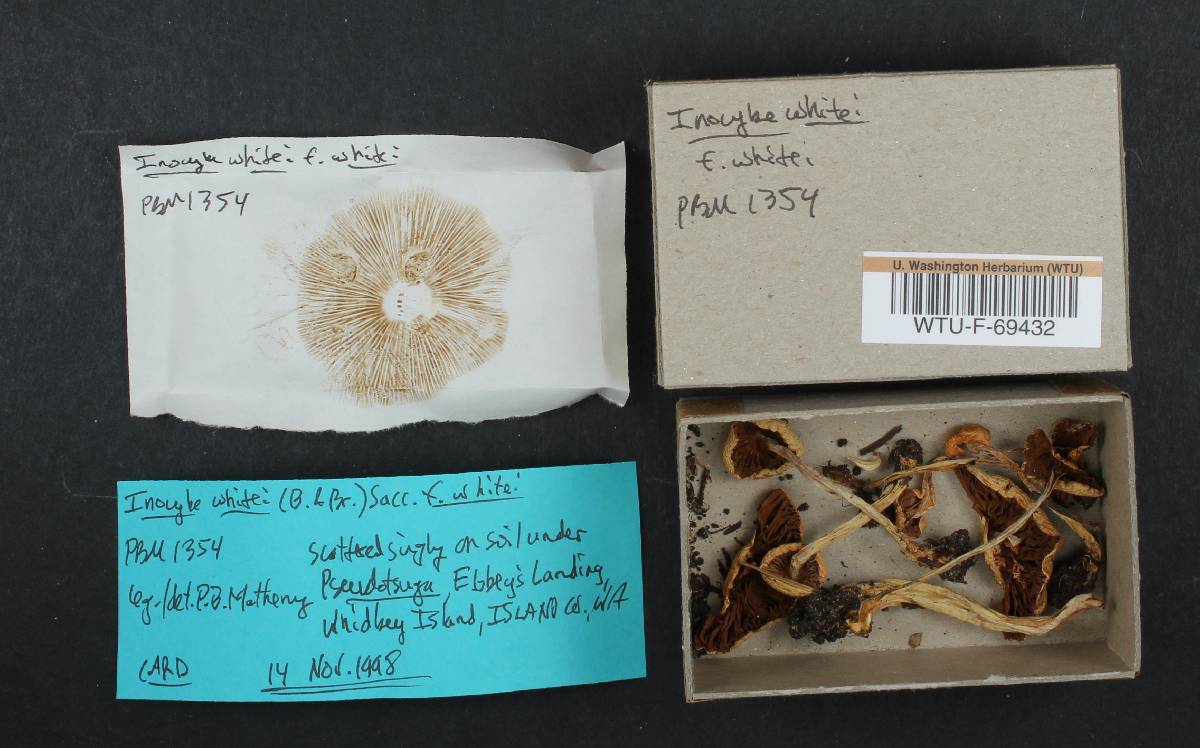 Inocybe whitei f. whitei
PBM 1354
Inocybe whitei
f. whitei
PBM 1354
U. Washington Herbarium (WTU)
WTU-F-69432
Inocybe whitei (B. & Br.) Sacc. f. whitei
PBM 1354
leg./det. P.B. Matheny
scattered singly on soil under
Pseudotsuga, Ebbey's Landing,
Whidbey Island, ISLAND Co, WA
CARD
14 Nov. 1998